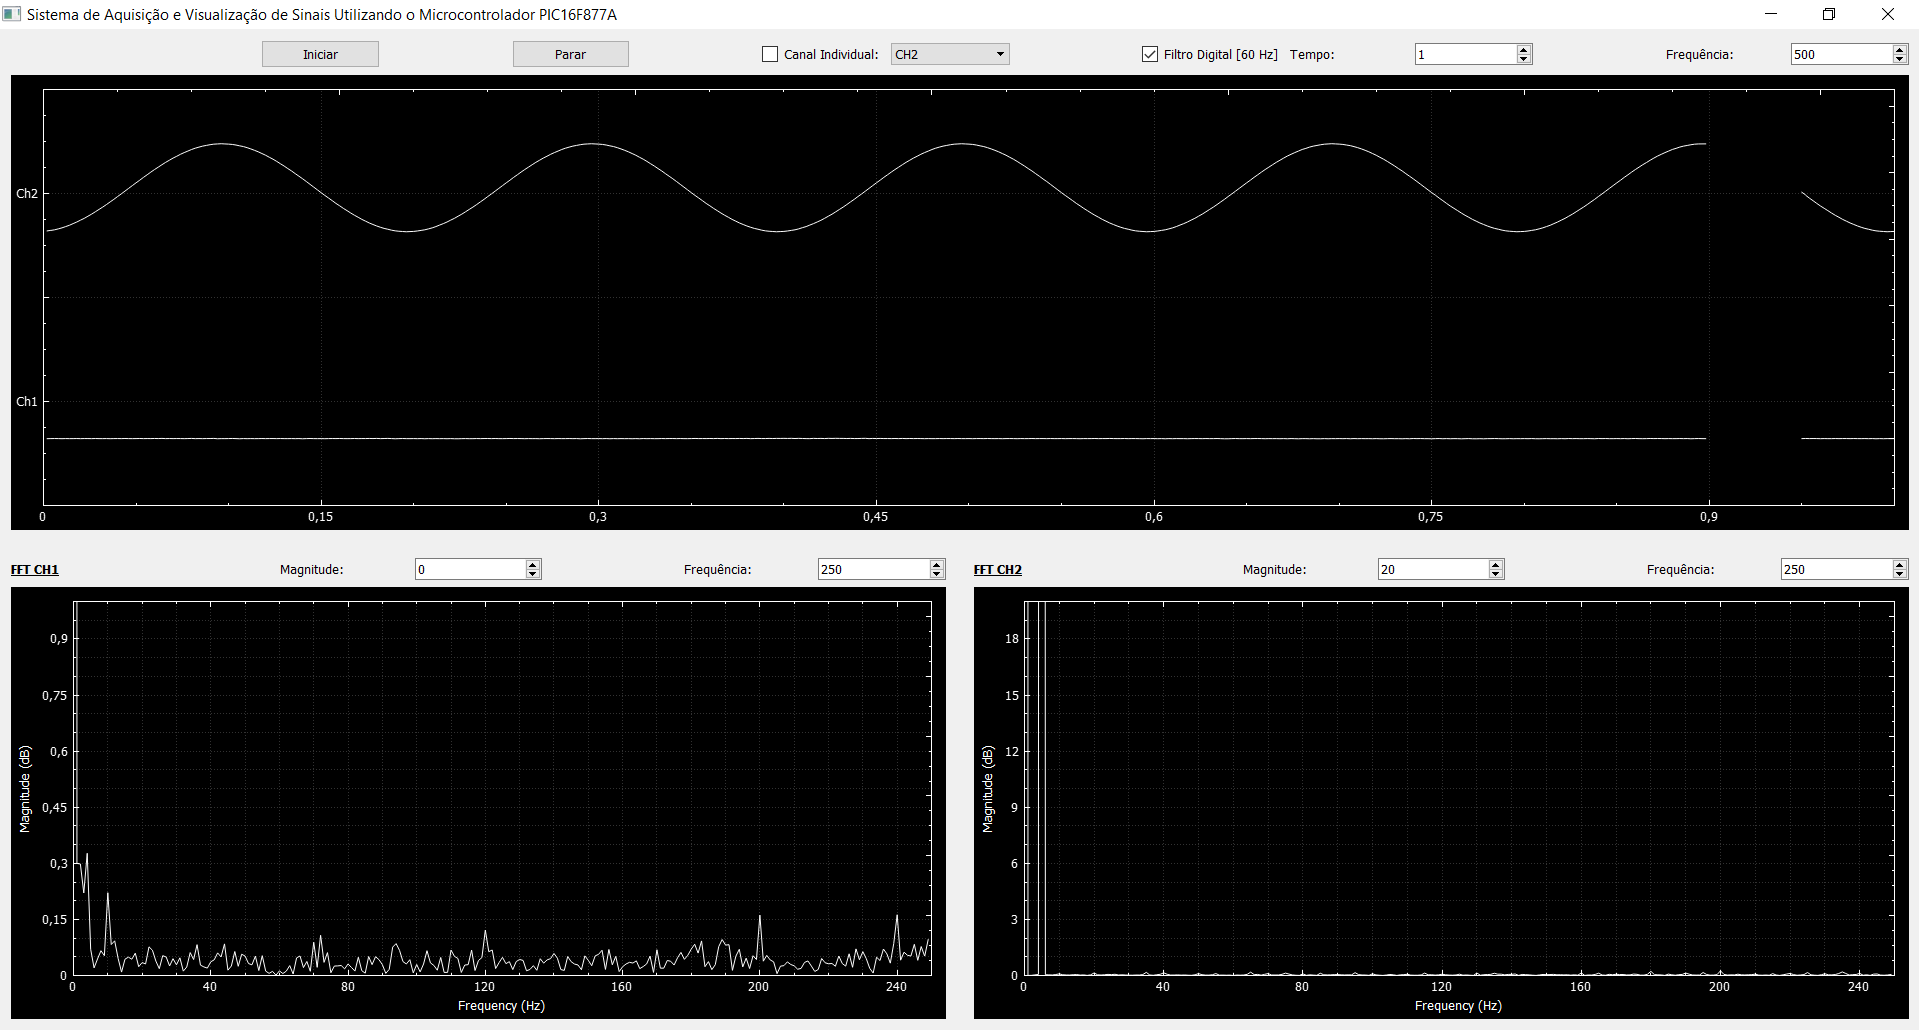 Sistema de Aquisição e Visualização de Sinais Utilizando o Microcontrolador PIC16F877A
Iniciar Parar Canal Individual: CH2 Filtro Digital [60 Hz] Tempo: 1 Frequência: 500
Ch2
Ch1
0 0,15 0,3 0,45 0,6 0,75 0,9
FFT CH1 Magnitude: 0 Frequência: 250
0,9
0,75
0,6
0,45
0,3
0,15
0
Magnitude (dB)
0 40 80 120 160 200 240
Frequency (Hz)
FFT CH2 Magnitude: 20 Frequência: 250
18
15
12
9
6
3
0
Magnitude (dB)
0 40 80 120 160 200 240
Frequency (Hz)